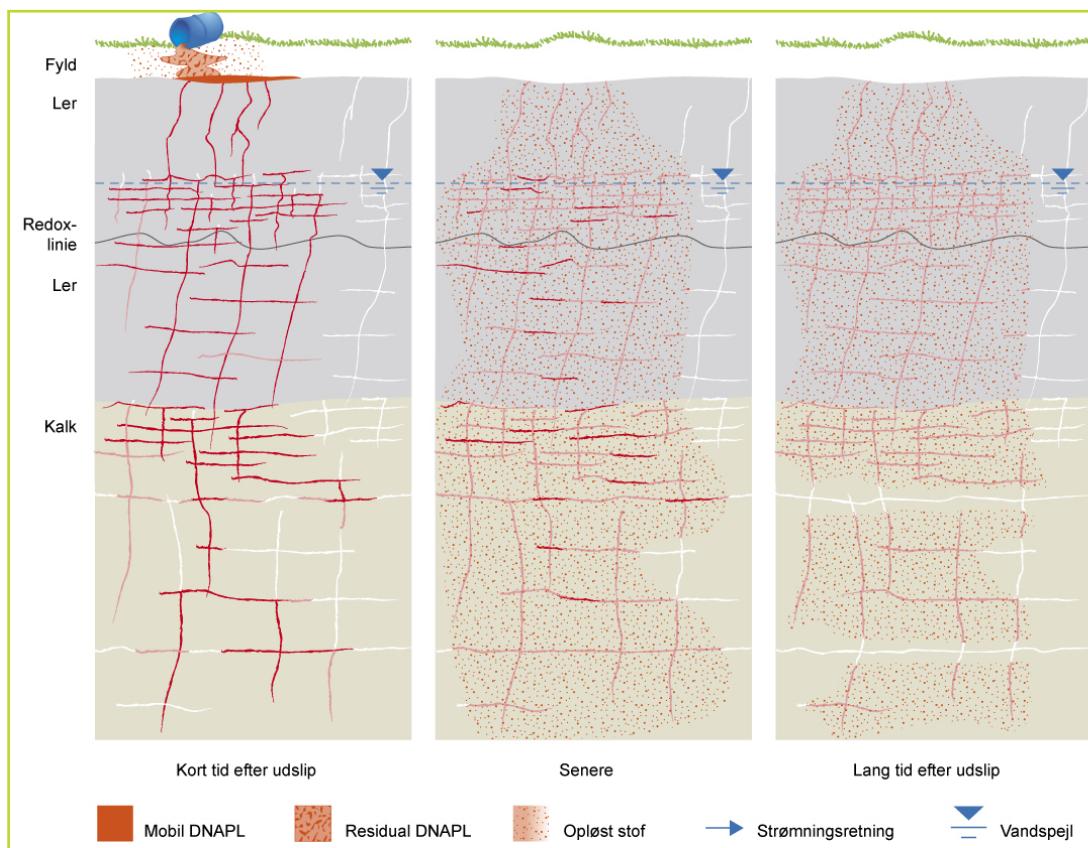 Fyld
Ler
Redox-
linie
Ler
Kalk
Kort tid efter udslip
Senere
Lang tid efter udslip
Mobil DNAPL
Residual DNAPL
Opløst stof
Strømningsretning
Vandspejl